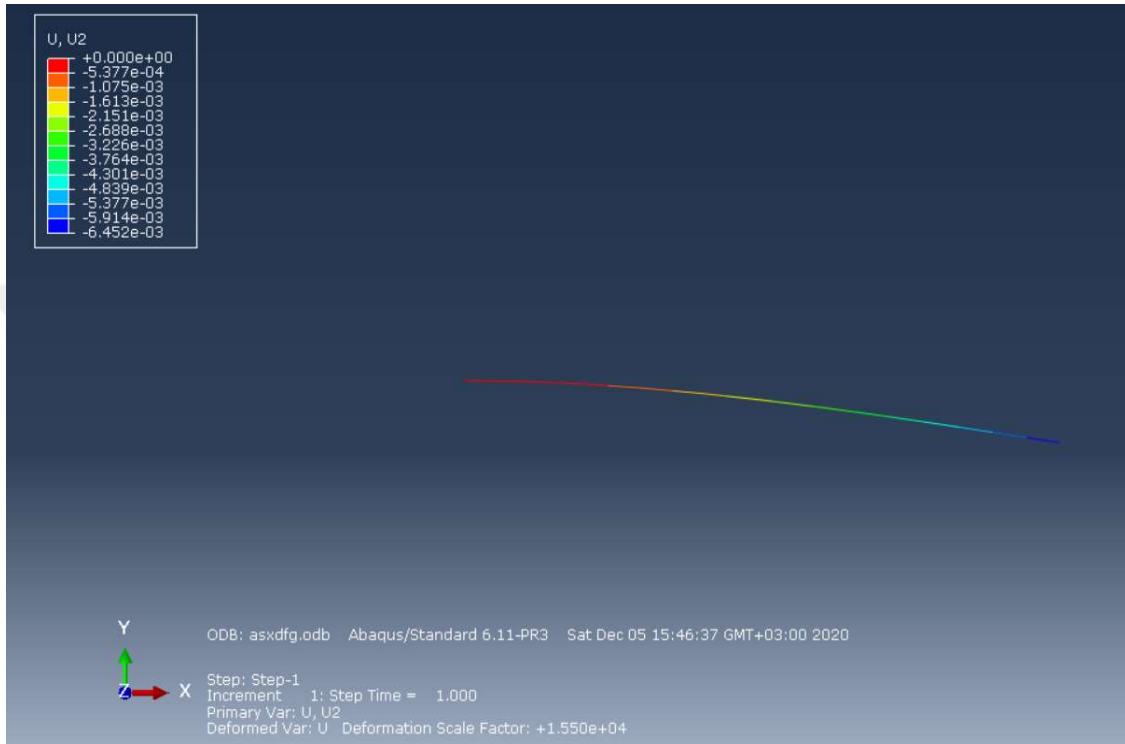 U, U2
+0.000e+00
-5.377e-04
-1.075e-03
-1.613e-03
-2.151e-03
-2.688e-03
-3.226e-03
-3.764e-03
-4.301e-03
-4.839e-03
-5.377e-03
-5.914e-03
-6.452e-03
Y
Z
X
ODB: asxdfg.odb Abaqus/Standard 6.11-PR3 Sat Dec 05 15:46:37 GMT+03:00 2020
Step: Step-1
Increment 1: Step Time = 1.000
Primary Var: U, U2
Deformed Var: U Deformation Scale Factor: +1.550e+04